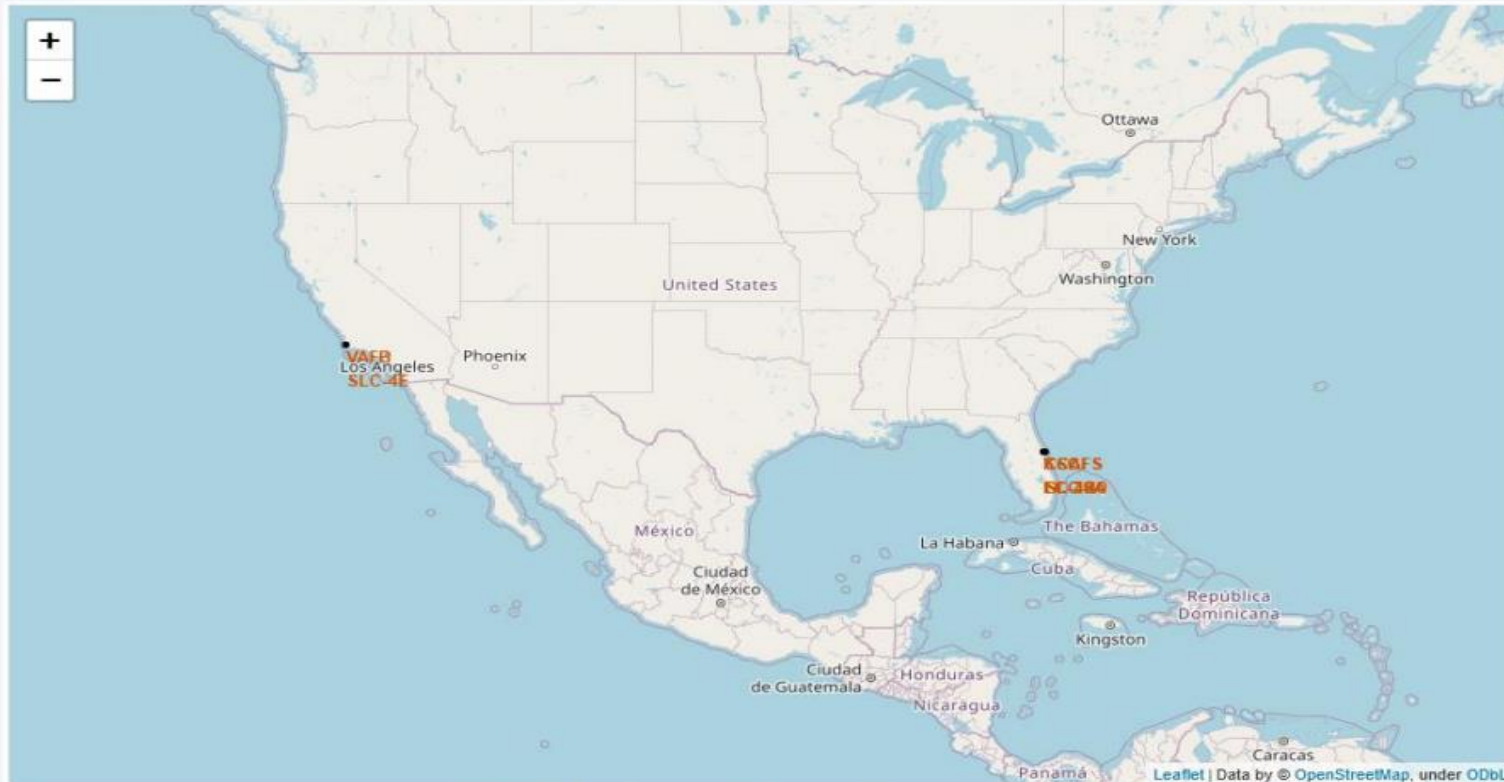 +
−
Ottawa
New York
Washington
United States
VAFB
Los Angeles
SLC-4E
Phoenix
México
The Bahamas
La Habana
Cuba
Ciudad
de México
República
Dominicana
Kingston
Ciudad
de Guatemala
Honduras
Nicaragua
Caracas
Panamá
Leaflet | Data by © OpenStreetMap, under ODbL